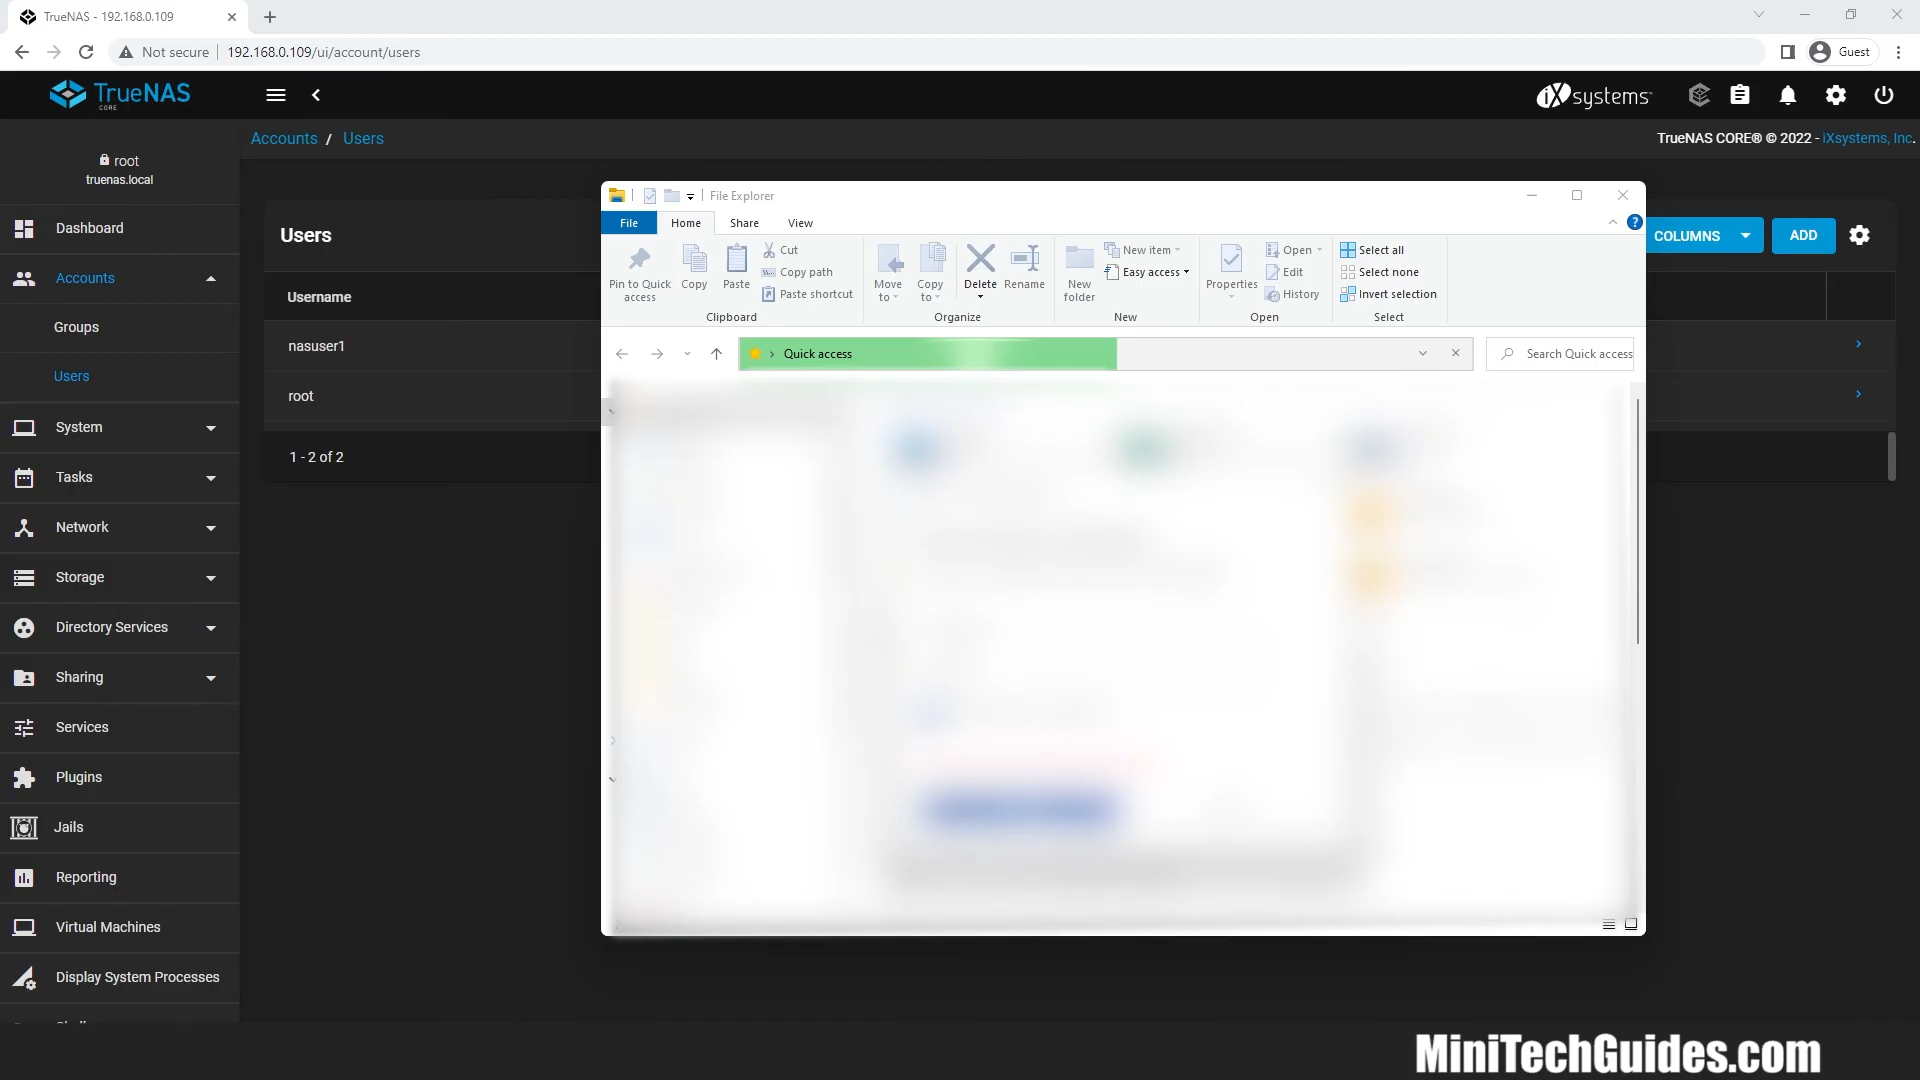 TrueNAS - 192.168.0.109
Not secure
192.168.0.109/ui/account/users
Guest
TrueNAS
CORE
iXsystems
Accounts / Users
TrueNAS CORE® © 2022 - iXsystems, Inc.
root
truenas.local
Dashboard
Accounts
Groups
Users
System
Tasks
Network
Storage
Directory Services
Sharing
Services
Plugins
Jails
Reporting
Virtual Machines
Display System Processes
Users
COLUMNS
ADD
Username
nasuser1
root
1 - 2 of 2
File Explorer
File
Home
Share
View
Pin to Quick access
Copy
Paste
Cut
Copy path
Paste shortcut
Clipboard
Move to
Copy to
Delete
Rename
Organize
New folder
New item
Easy access
New
Properties
Open
Edit
History
Open
Select all
Select none
Invert selection
Select
Quick access
Search Quick access
MiniTechGuides.com